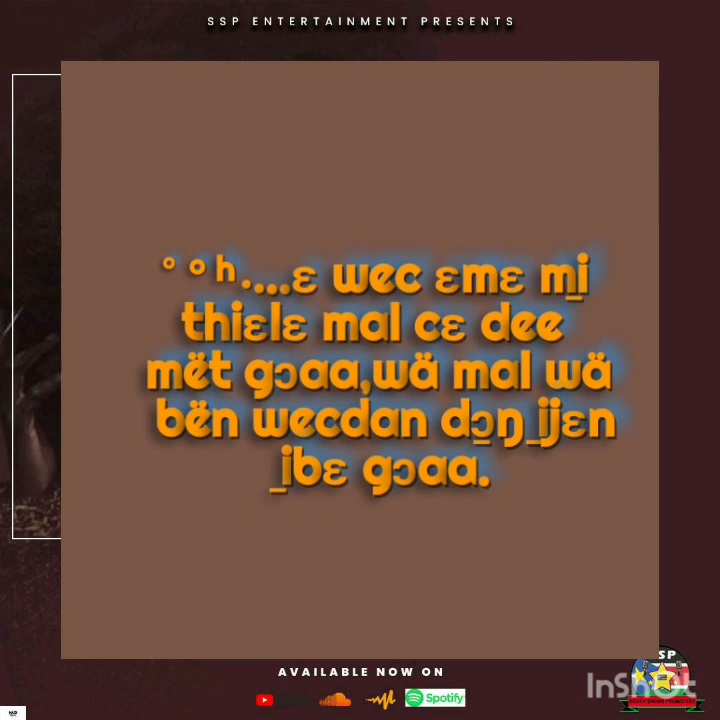 SSP ENTERTAINMENT PRESENTS
° ° ʰ....ɛ wec ɛmɛ mi̱
thiɛlɛ mal cɛ dee
mët gɔaa,wä mal wä
bën wecdan dɔ̱ŋ i̱jɛn
i̱bɛ gɔaa.
AVAILABLE NOW ON
Spotify
SP
InShot